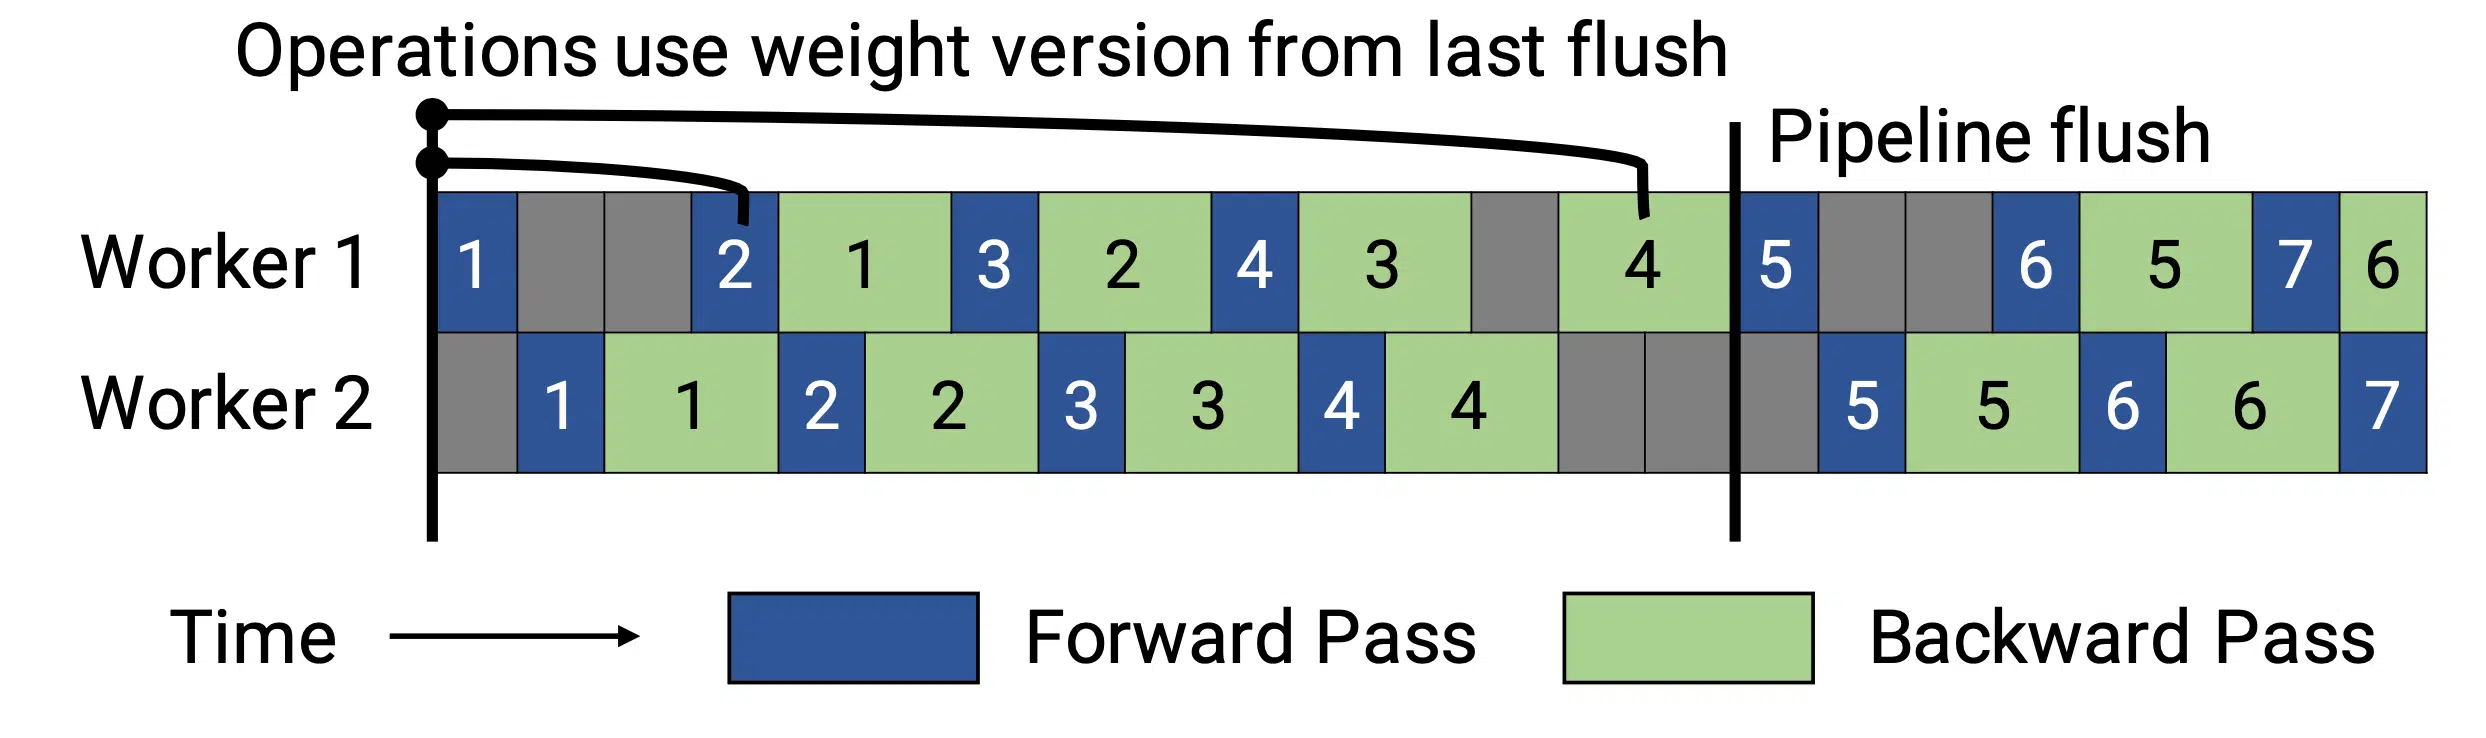 Operations use weight version from last flush
Pipeline flush
Worker 1 1 2 1 3 2 4 3 4 5 6 5 7 6
Worker 2 1 1 2 2 3 3 4 4 5 5 6 6 7
Time Forward Pass Backward Pass